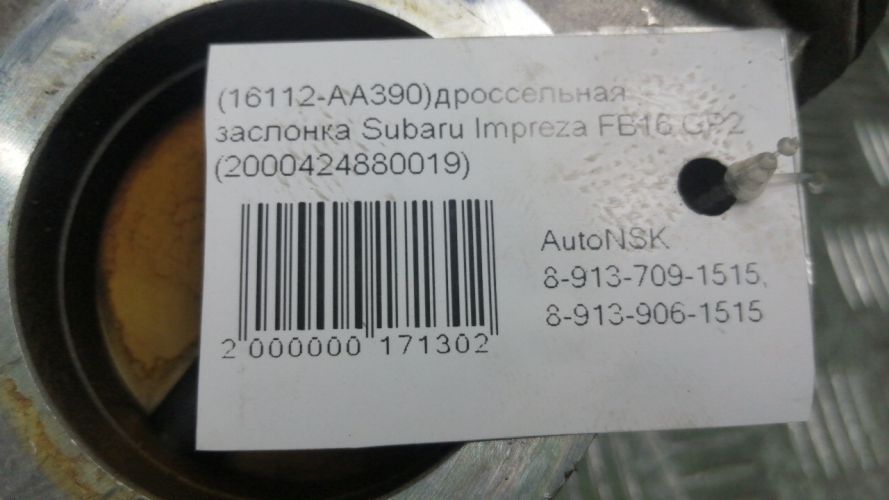 (16112-AA390)дроссельная
заслонка Subaru Impreza FB16 GP2
(2000424880019)
AutoNSK
8-913-709-1515,
8-913-906-1515
2 000000 171302